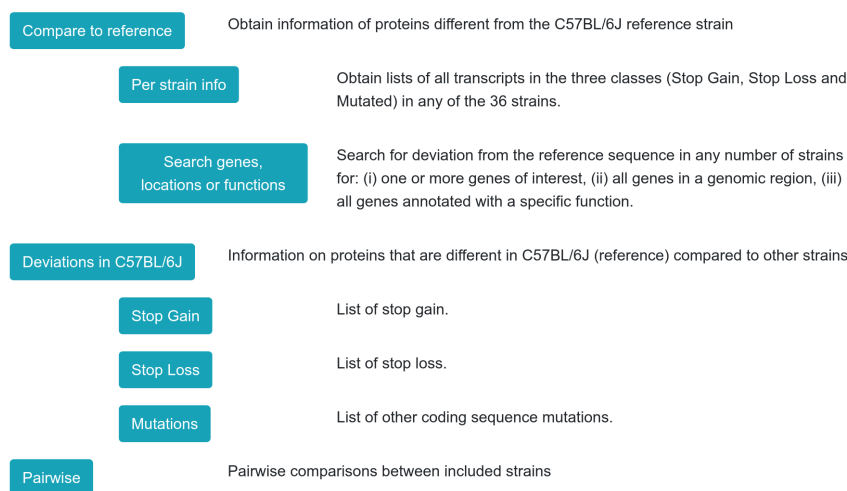 Compare to reference
Obtain information of proteins different from the C57BL/6J reference strain
Per strain info
Obtain lists of all transcripts in the three classes (Stop Gain, Stop Loss and
Mutated) in any of the 36 strains.
Search genes,
locations or functions
Search for deviation from the reference sequence in any number of strains
for: (i) one or more genes of interest, (ii) all genes in a genomic region, (iii)
all genes annotated with a specific function.
Deviations in C57BL/6J
Information on proteins that are different in C57BL/6J (reference) compared to other strains
Stop Gain
List of stop gain.
Stop Loss
List of stop loss.
Mutations
List of other coding sequence mutations.
Pairwise
Pairwise comparisons between included strains